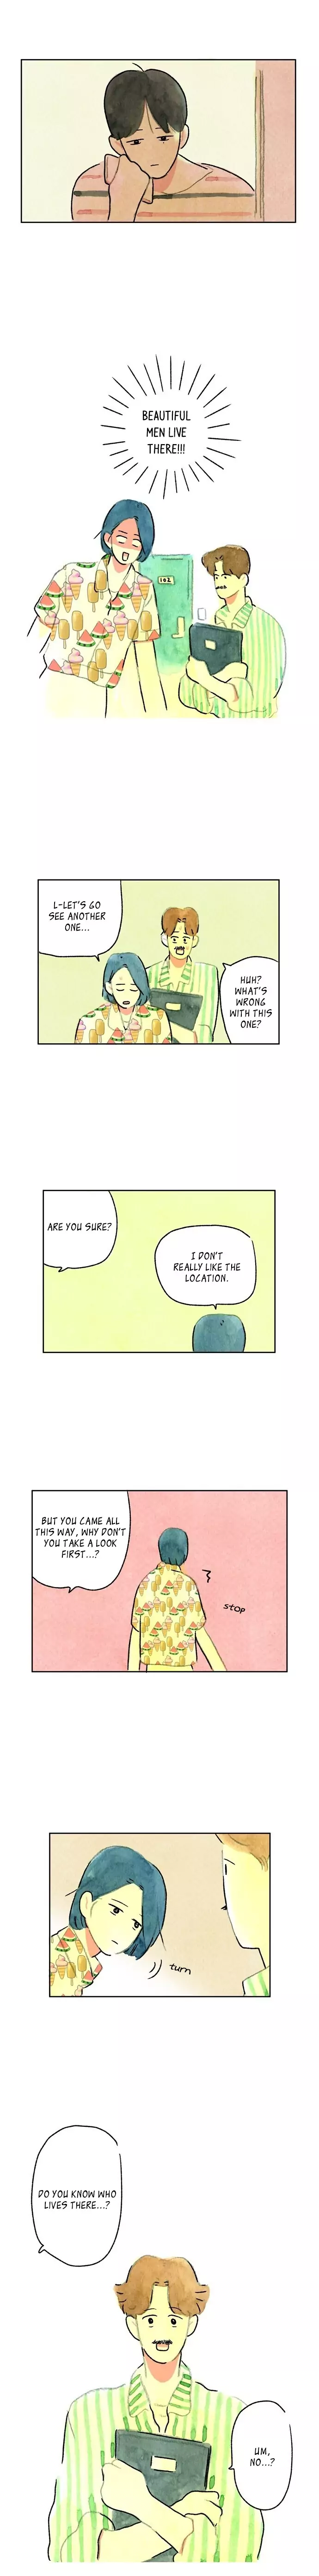 BEAUTIFUL
MEN LIVE
THERE!!!
102
L-LET'S GO
SEE ANOTHER
ONE...
HUH?
WHAT'S
WRONG
WITH THIS
ONE?
ARE YOU SURE?
I DON'T
REALLY LIKE THE
LOCATION.
BUT YOU CAME ALL
THIS WAY, WHY DON'T
YOU TAKE A LOOK
FIRST...?
stop
turn
DO YOU KNOW WHO
LIVES THERE...?
UM,
NO...?